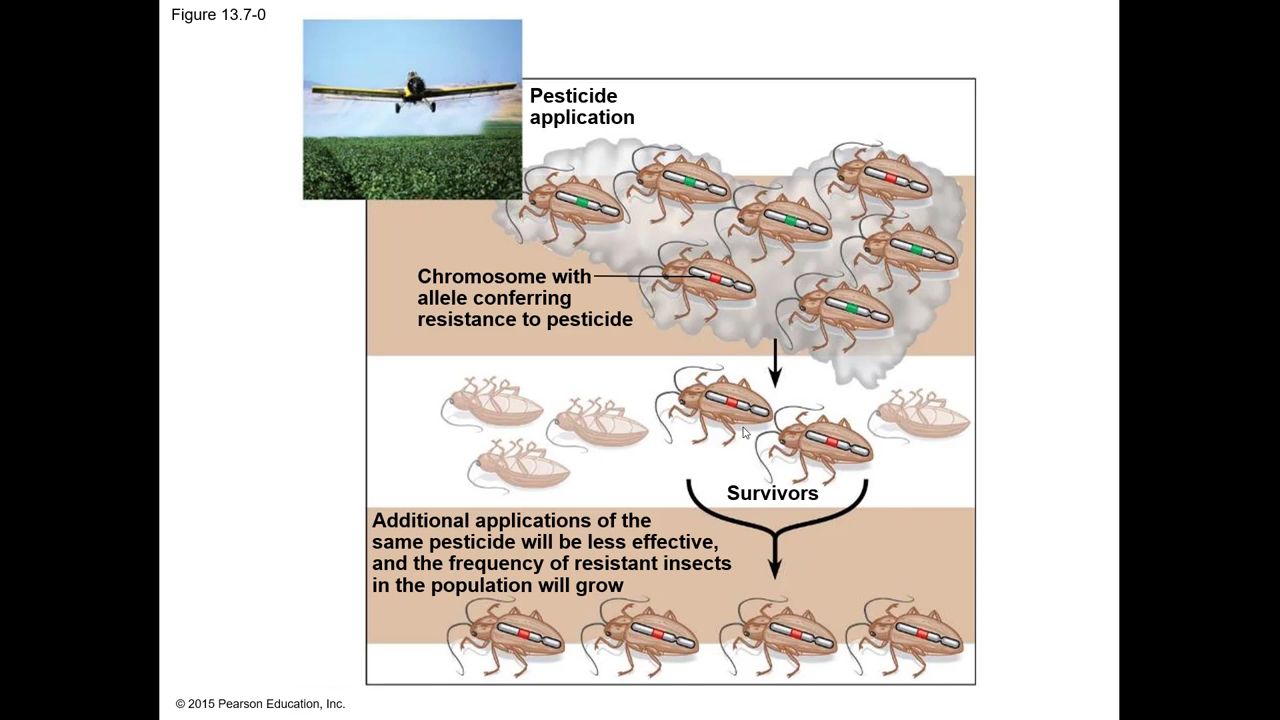 Figure 13.7-0
Pesticide
application
Chromosome with
allele conferring
resistance to pesticide
Survivors
Additional applications of the
same pesticide will be less effective,
and the frequency of resistant insects
in the population will grow
© 2015 Pearson Education, Inc.